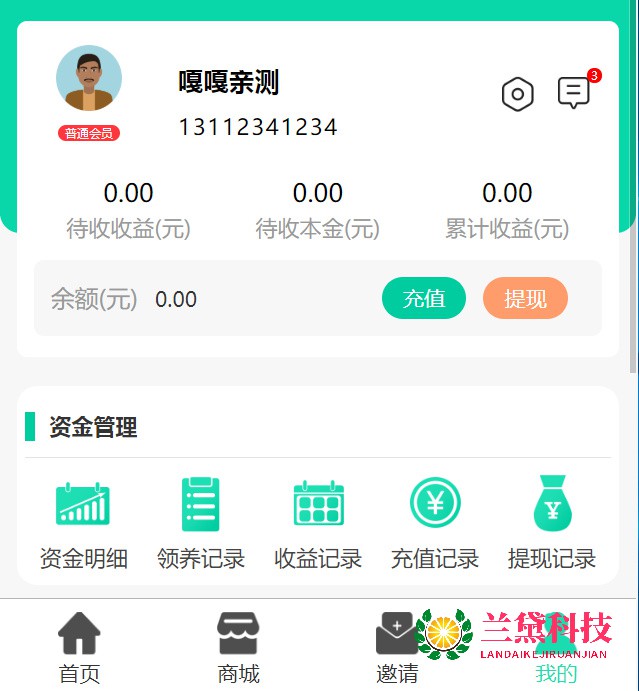 嘎嘎亲测
3
普通会员
13112341234
0.00 0.00 0.00
待收收益(元) 待收本金(元) 累计收益(元)
余额(元) 0.00 充值 提现
资金管理
¥ ¥
资金明细 领养记录 收益记录 充值记录 提现记录
兰黛科技
LANDAIKEJIRUANJIAN
首页 商城 邀请 我的